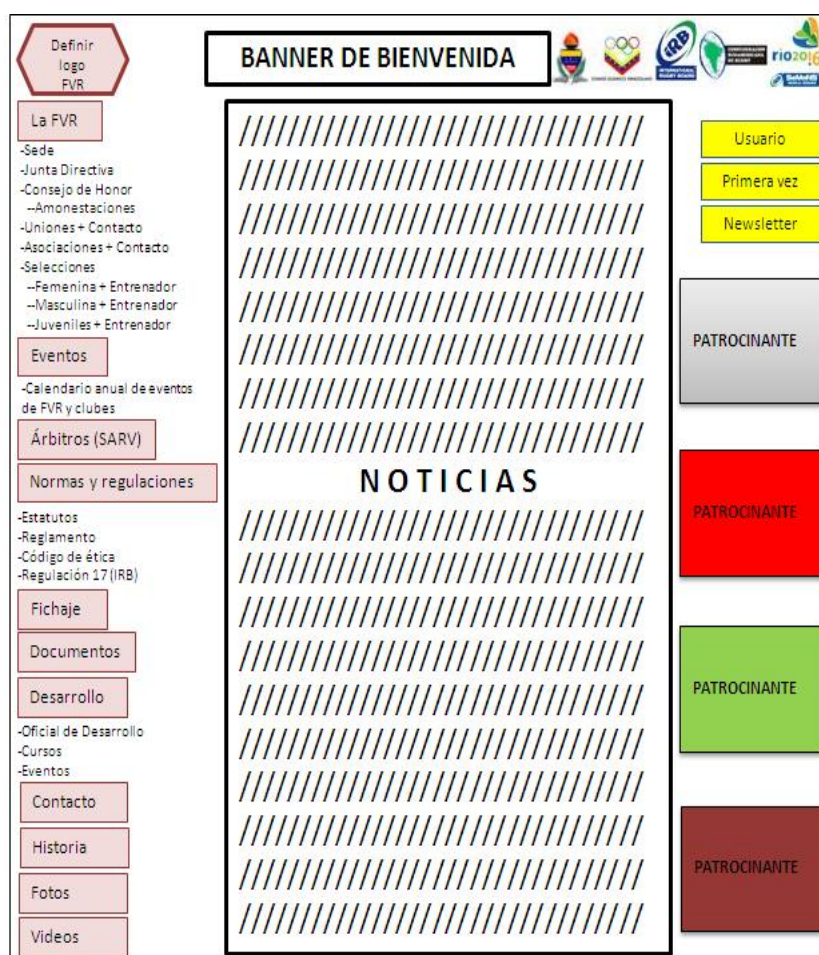 Definir
logo
FVR
BANNER DE BIENVENIDA
IRB
rio2016
La FVR
-Sede
-Junta Directiva
-Consejo de Honor
--Amonestaciones
-Uniones + Contacto
-Asociaciones + Contacto
-Selecciones
--Femenina + Entrenador
--Masculina + Entrenador
--Juveniles + Entrenador
Eventos
-Calendario anual de eventos
de FVR y clubes
Árbitros (SARV)
Normas y regulaciones
-Estatutos
-Reglamento
-Código de ética
-Regulación 17 (IRB)
Fichaje
Documentos
Desarrollo
-Oficial de Desarrollo
-Cursos
-Eventos
Contacto
Historia
Fotos
Videos
NOTICIAS
Usuario
Primera vez
Newsletter
PATROCINANTE
PATROCINANTE
PATROCINANTE
PATROCINANTE